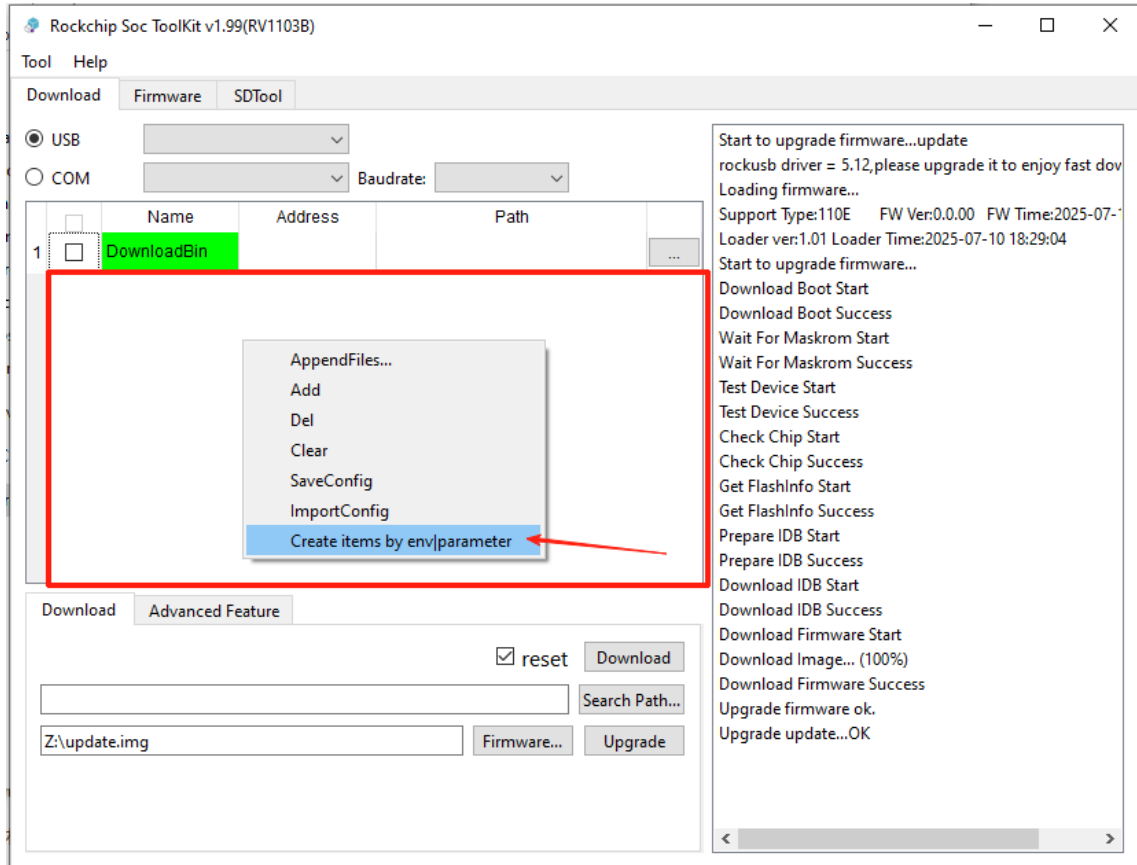 Rockchip Soc ToolKit v1.99(RV1103B)
Tool Help
Download Firmware SDTool
USB
COM Baudrate:
Name Address Path
1 DownloadBin ...
AppendFiles...
Add
Del
Clear
SaveConfig
ImportConfig
Create items by env|parameter
Download Advanced Feature
reset Download
Search Path...
Z:\update.img Firmware... Upgrade
Start to upgrade firmware...update
rockusb driver = 5.12,please upgrade it to enjoy fast dov
Loading firmware...
Support Type:110E FW Ver:0.0.00 FW Time:2025-07-
Loader ver:1.01 Loader Time:2025-07-10 18:29:04
Start to upgrade firmware...
Download Boot Start
Download Boot Success
Wait For Maskrom Start
Wait For Maskrom Success
Test Device Start
Test Device Success
Check Chip Start
Check Chip Success
Get FlashInfo Start
Get FlashInfo Success
Prepare IDB Start
Prepare IDB Success
Download IDB Start
Download IDB Success
Download Firmware Start
Download Image... (100%)
Download Firmware Success
Upgrade firmware ok.
Upgrade update...OK